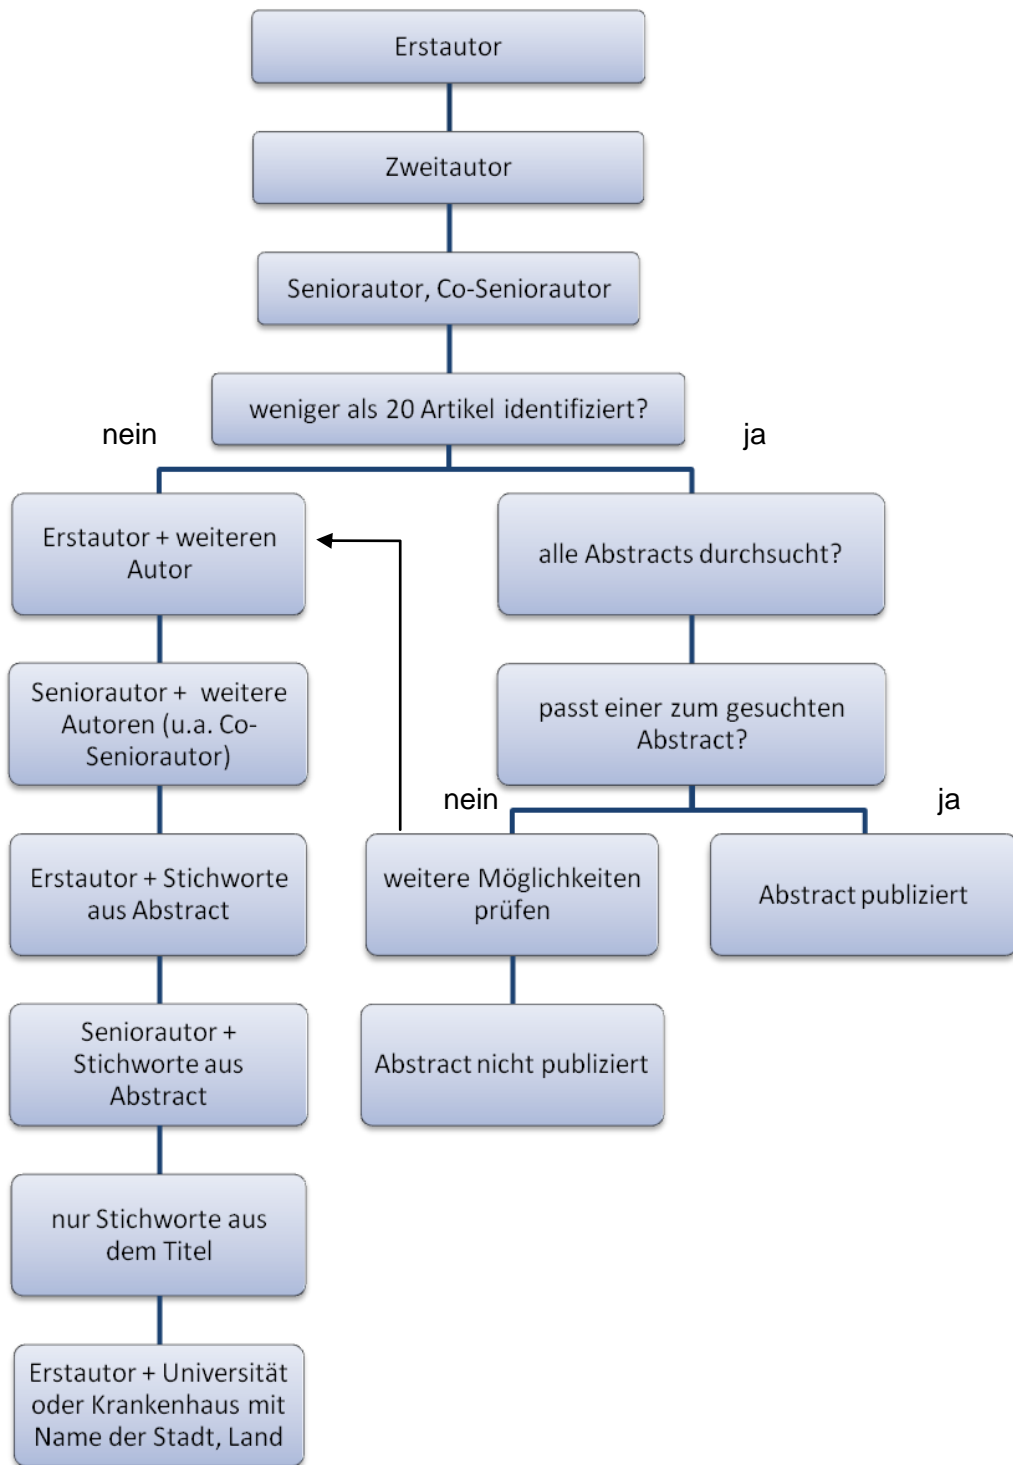 Erstautor
Zweitautor
Seniorautor, Co-Seniorautor
weniger als 20 Artikel identifiziert?
nein
ja
Erstautor + weiteren
Autor
alle Abstracts durchsucht?
Seniorautor + weitere
Autoren (u.a. Co-
Seniorautor)
passt einer zum gesuchten
Abstract?
nein
ja
Erstautor + Stichworte
aus Abstract
weitere Möglichkeiten
prüfen
Abstract publiziert
Seniorautor +
Stichworte aus
Abstract
Abstract nicht publiziert
nur Stichworte aus
dem Titel
Erstautor + Universität
oder Krankenhaus mit
Name der Stadt, Land